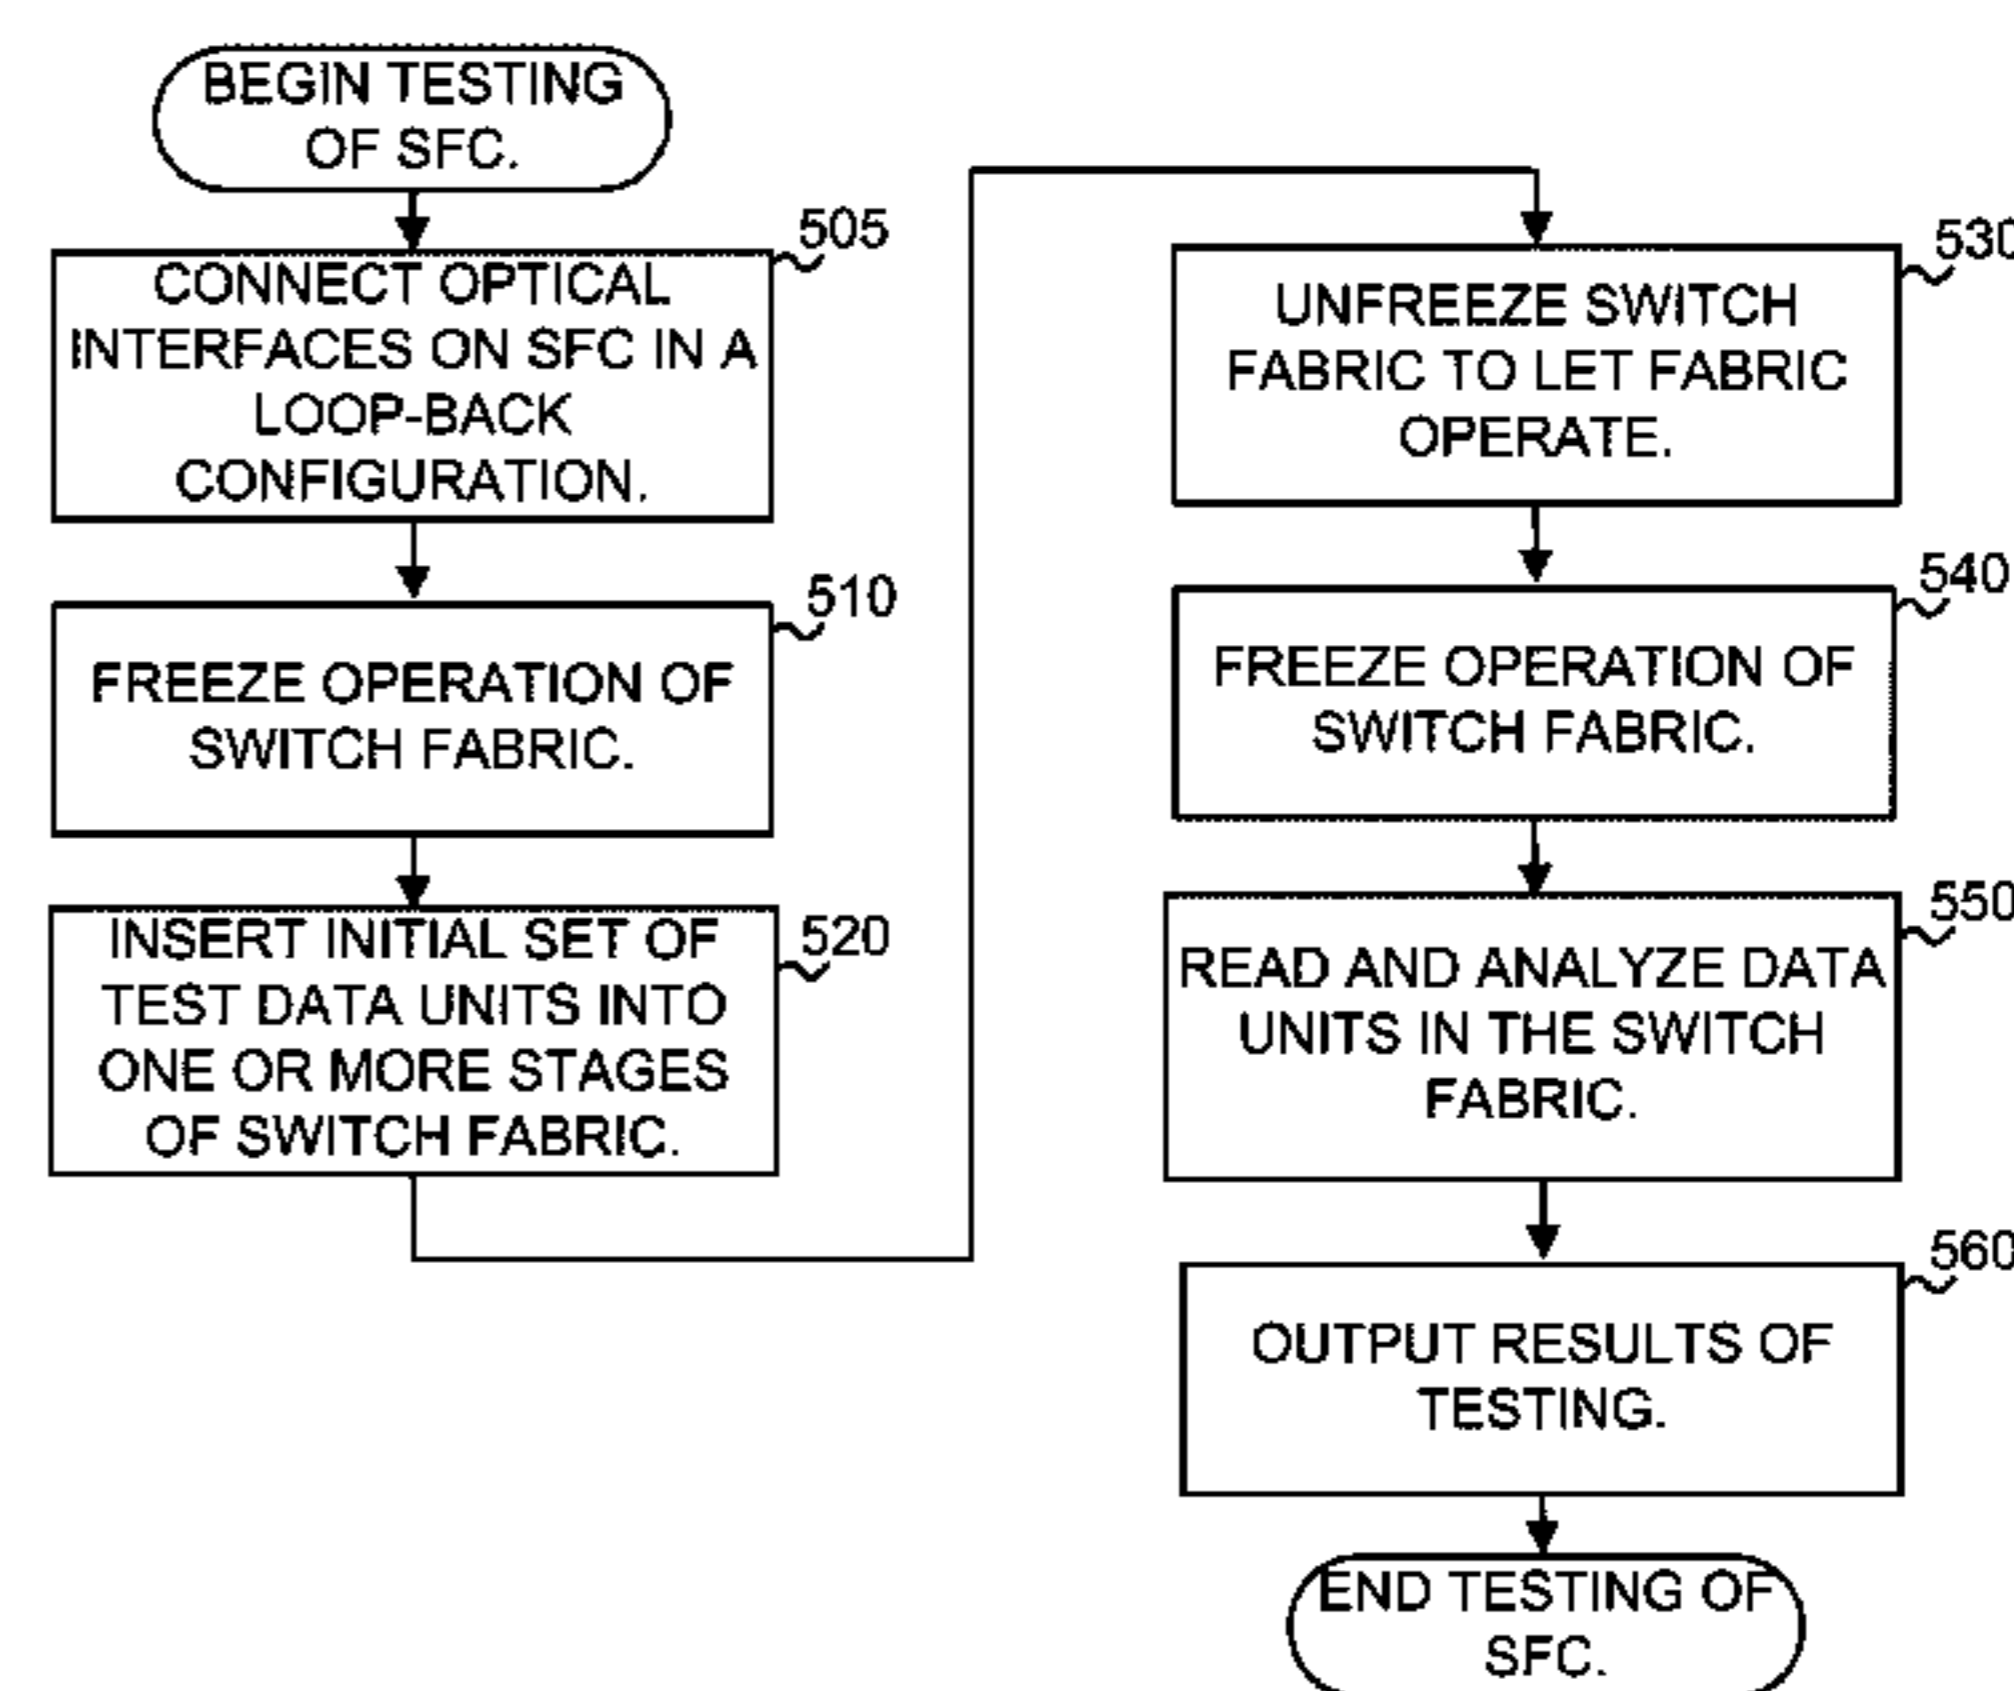 BEGIN TESTING
OF SFC.
505
CONNECT OPTICAL
INTERFACES ON SFC IN A
LOOP-BACK
CONFIGURATION.
510
FREEZE OPERATION OF
SWITCH FABRIC.
520
INSERT INITIAL SET OF
TEST DATA UNITS INTO
ONE OR MORE STAGES
OF SWITCH FABRIC.
530
UNFREEZE SWITCH
FABRIC TO LET FABRIC
OPERATE.
540
FREEZE OPERATION OF
SWITCH FABRIC.
550
READ AND ANALYZE DATA
UNITS IN THE SWITCH
FABRIC.
560
OUTPUT RESULTS OF
TESTING.
END TESTING OF
SFC.